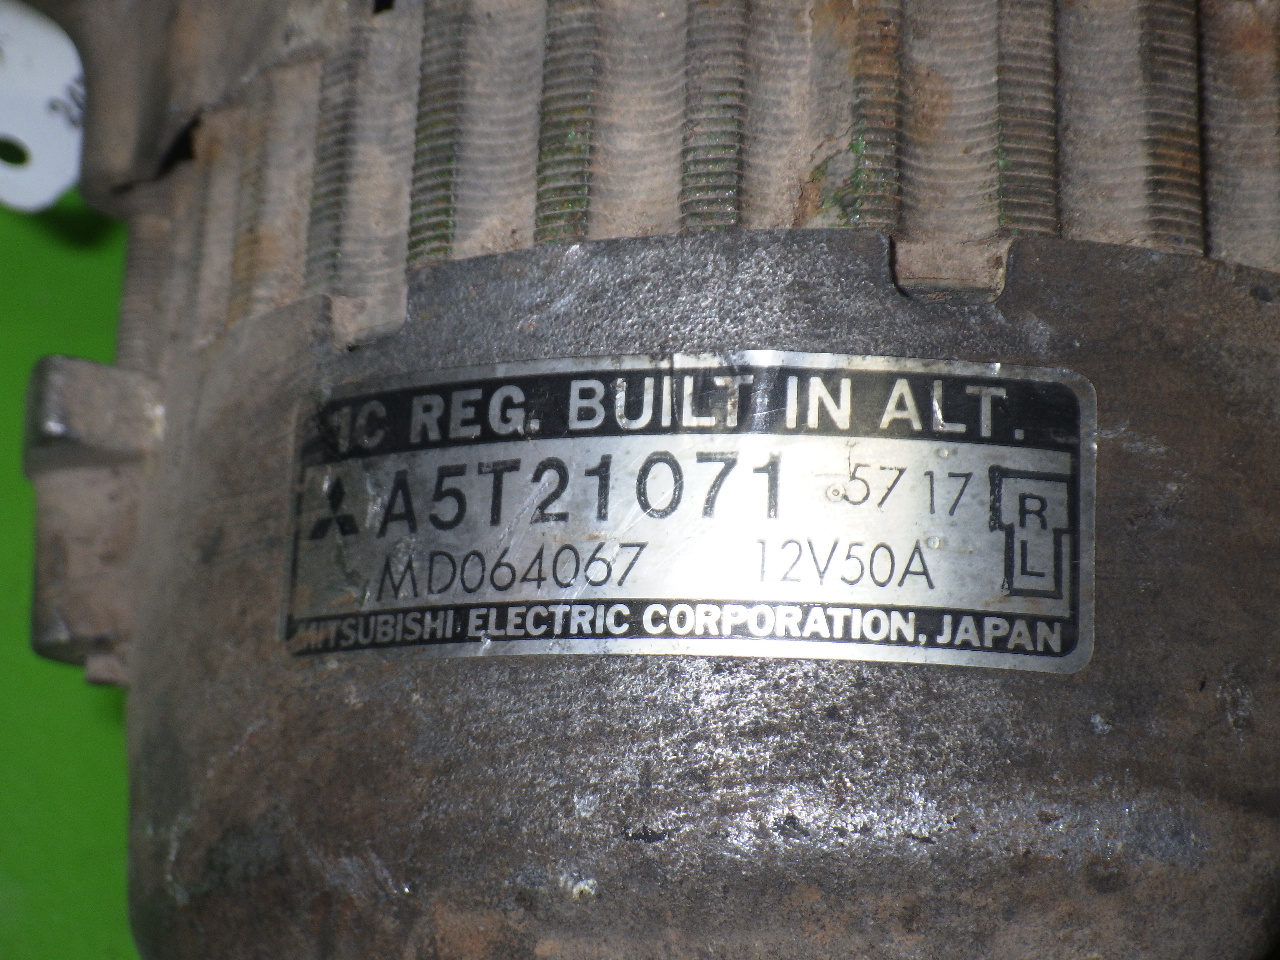 IC REG. BUILT IN ALT.
A5T21071 5717
R
MD064067 12V50A
L
MITSUBISHI ELECTRIC CORPORATION, JAPAN